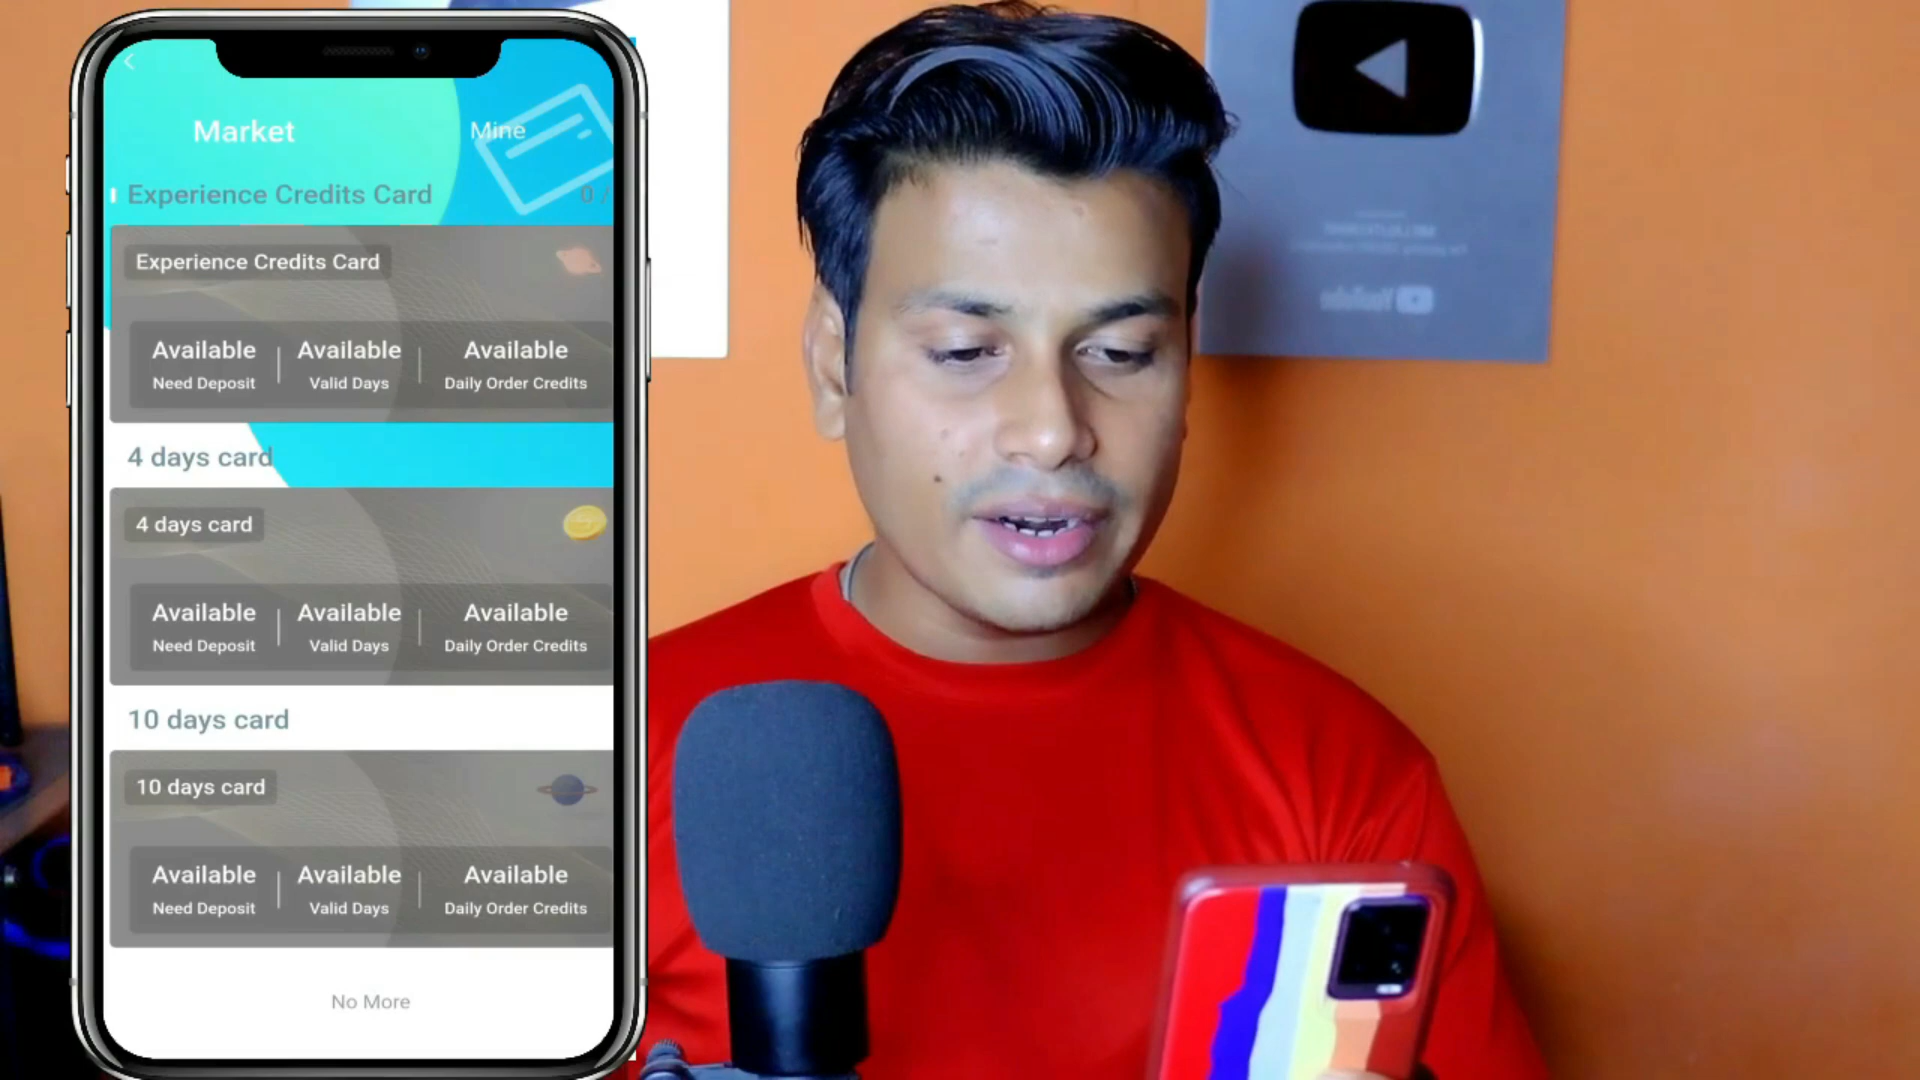 Market
Mine
Experience Credits Card
0 /
Experience Credits Card
Available
Available
Available
Need Deposit
Valid Days
Daily Order Credits
4 days card
4 days card
Available
Available
Available
Need Deposit
Valid Days
Daily Order Credits
10 days card
10 days card
Available
Available
Available
Need Deposit
Valid Days
Daily Order Credits
No More
YouTube